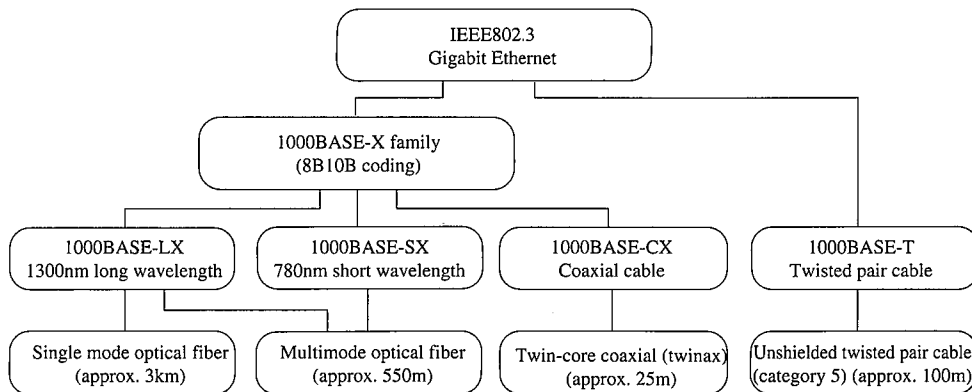 IEEE802.3
Gigabit Ethernet
1000BASE-X family
(8B10B coding)
1000BASE-LX
1300nm long wavelength
1000BASE-SX
780nm short wavelength
1000BASE-CX
Coaxial cable
1000BASE-T
Twisted pair cable
Single mode optical fiber
(approx. 3km)
Multimode optical fiber
(approx. 550m)
Twin-core coaxial (twinax)
(approx. 25m)
Unshielded twisted pair cable
(category 5) (approx. 100m)